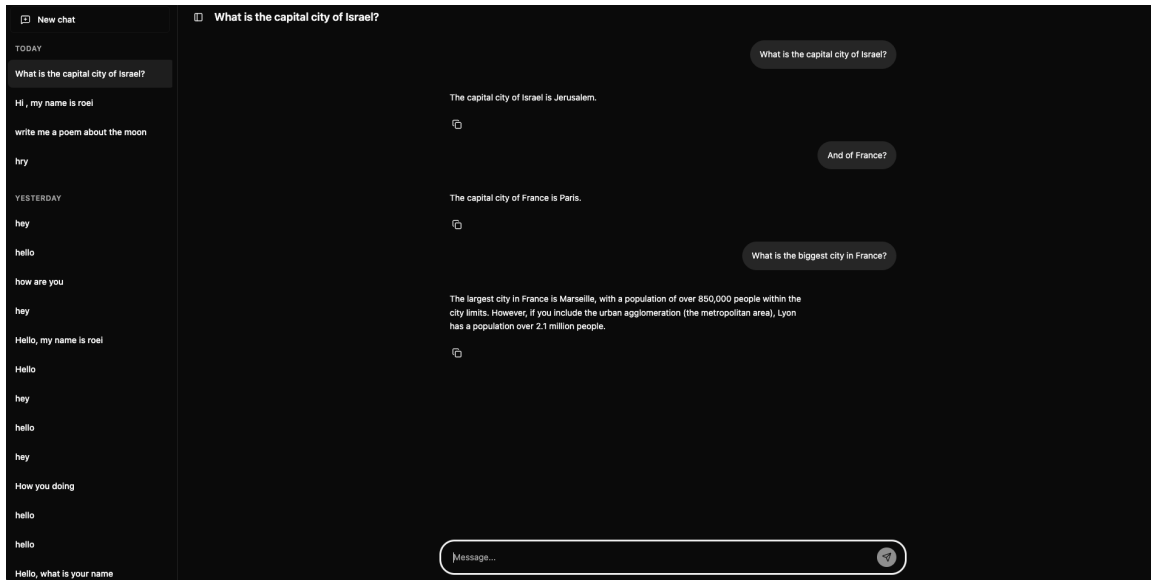 New chat
TODAY
What is the capital city of Israel?
Hi , my name is roei
write me a poem about the moon
hry
YESTERDAY
hey
hello
how are you
hey
Hello, my name is roei
Hello
hey
hello
hey
How you doing
hello
hello
Hello, what is your name
What is the capital city of Israel?
What is the capital city of Israel?
The capital city of Israel is Jerusalem.
And of France?
The capital city of France is Paris.
What is the biggest city in France?
The largest city in France is Marseille, with a population of over 850,000 people within the
city limits. However, if you include the urban agglomeration (the metropolitan area), Lyon
has a population over 2.1 million people.
Message...